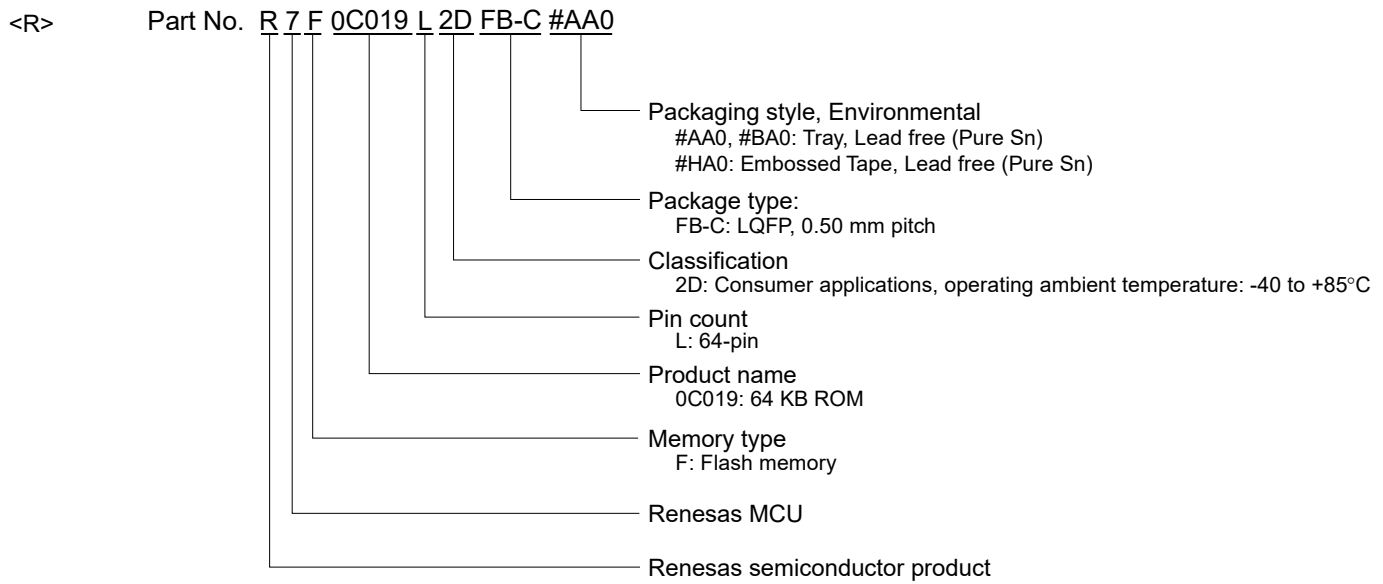 <R> Part No. R 7 F 0C019 L 2D FB-C #AA0
Packaging style, Environmental
#AA0, #BA0: Tray, Lead free (Pure Sn)
#HA0: Embossed Tape, Lead free (Pure Sn)
Package type:
FB-C: LQFP, 0.50 mm pitch
Classification
2D: Consumer applications, operating ambient temperature: -40 to +85°C
Pin count
L: 64-pin
Product name
0C019: 64 KB ROM
Memory type
F: Flash memory
Renesas MCU
Renesas semiconductor product